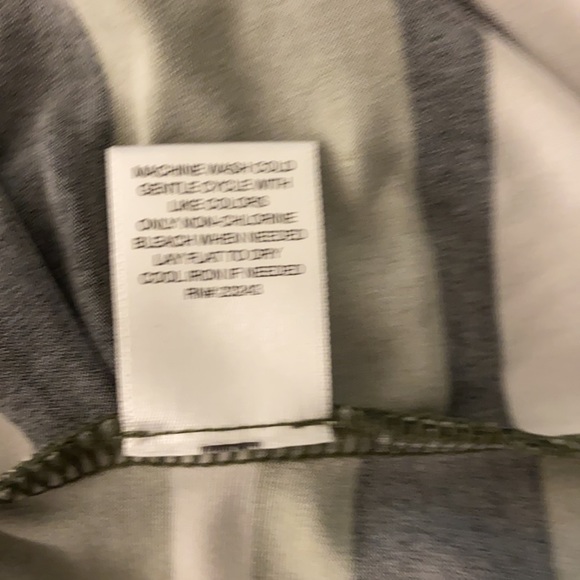 MACHINE WASH COLD
GENTLE CYCLE WITH
LIKE COLORS
ONLY NON-CHLORINE
BLEACH WHEN NEEDED
LAY FLAT TO DRY
COOL IRON IF NEEDED
RN#